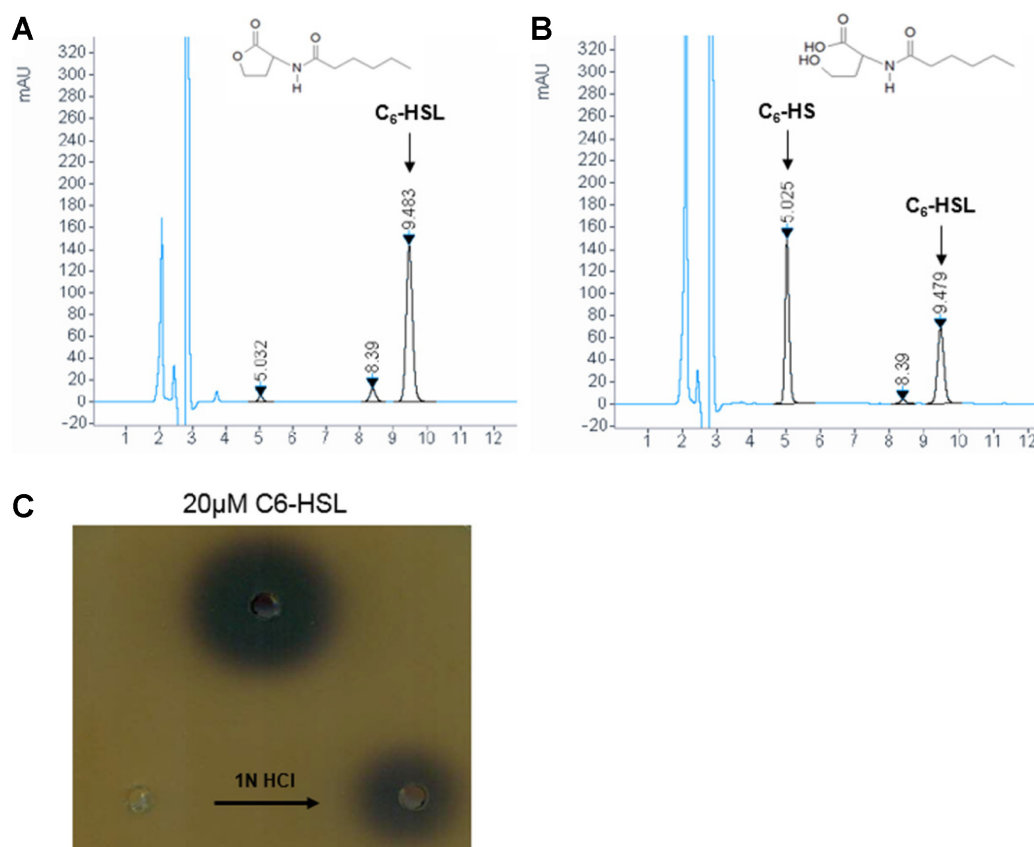 A
mAU
320
300
280
260
240
220
200
180
160
140
120
100
80
60
40
20
0
-20
1 2 3 4 5 6 7 8 9 10 11 12
O
O
O
N
H
C6-HSL
5.032
8.39
9.483
B
mAU
320
300
280
260
240
220
200
180
160
140
120
100
80
60
40
20
0
-20
1 2 3 4 5 6 7 8 9 10 11 12
O
HO
HO
O
N
H
C6-HS
C6-HSL
5.025
8.39
9.479
C
20µM C6-HSL
1N HCl